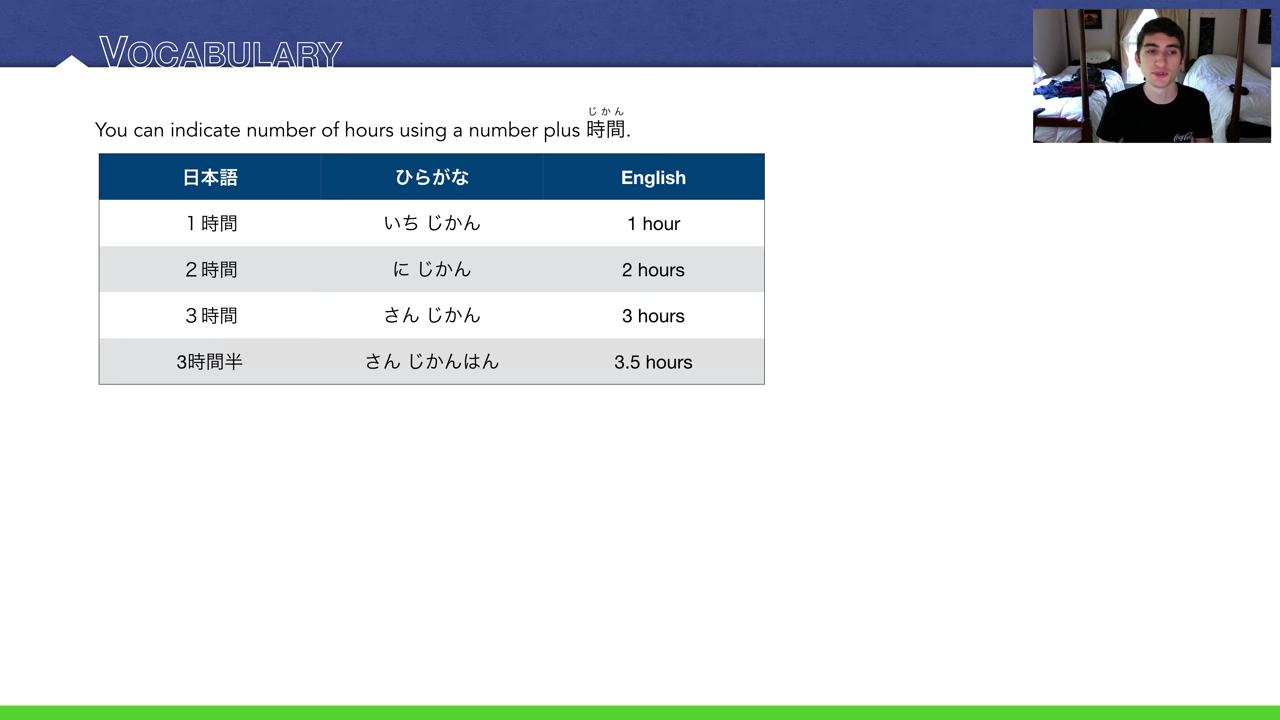 VOCABULARY
じかん
You can indicate number of hours using a number plus 時間.
日本語 ひらがな English
１時間 いち じかん 1 hour
２時間 に じかん 2 hours
３時間 さん じかん 3 hours
3時間半 さん じかんはん 3.5 hours